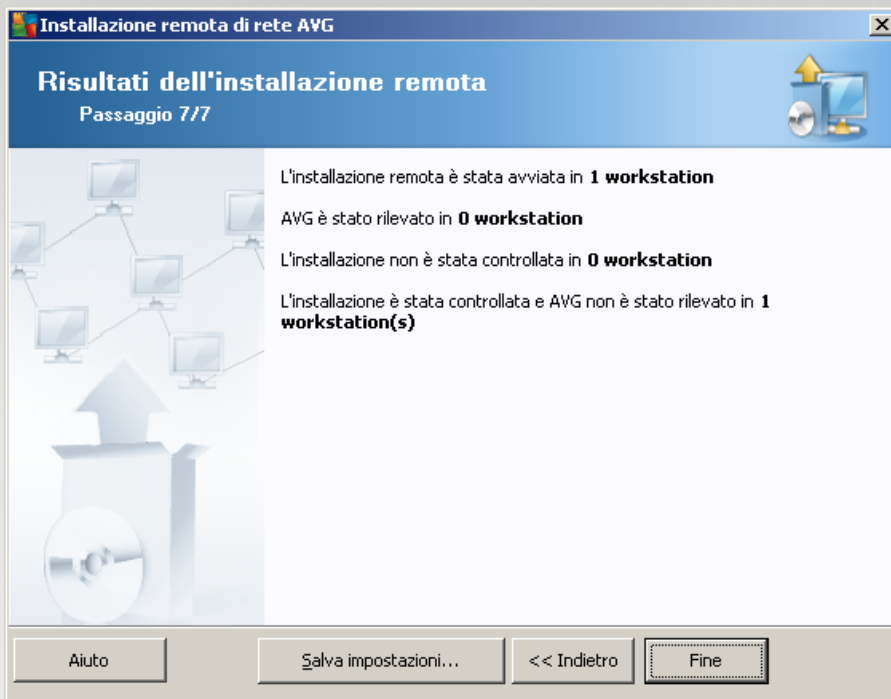 Installazione remota di rete AVG
Risultati dell'installazione remota
Passaggio 7/7
L'installazione remota è stata avviata in 1 workstation
AVG è stato rilevato in 0 workstation
L'installazione non è stata controllata in 0 workstation
L'installazione è stata controllata e AVG non è stato rilevato in 1
workstation(s)
Aiuto
Salva impostazioni...
<< Indietro
Fine